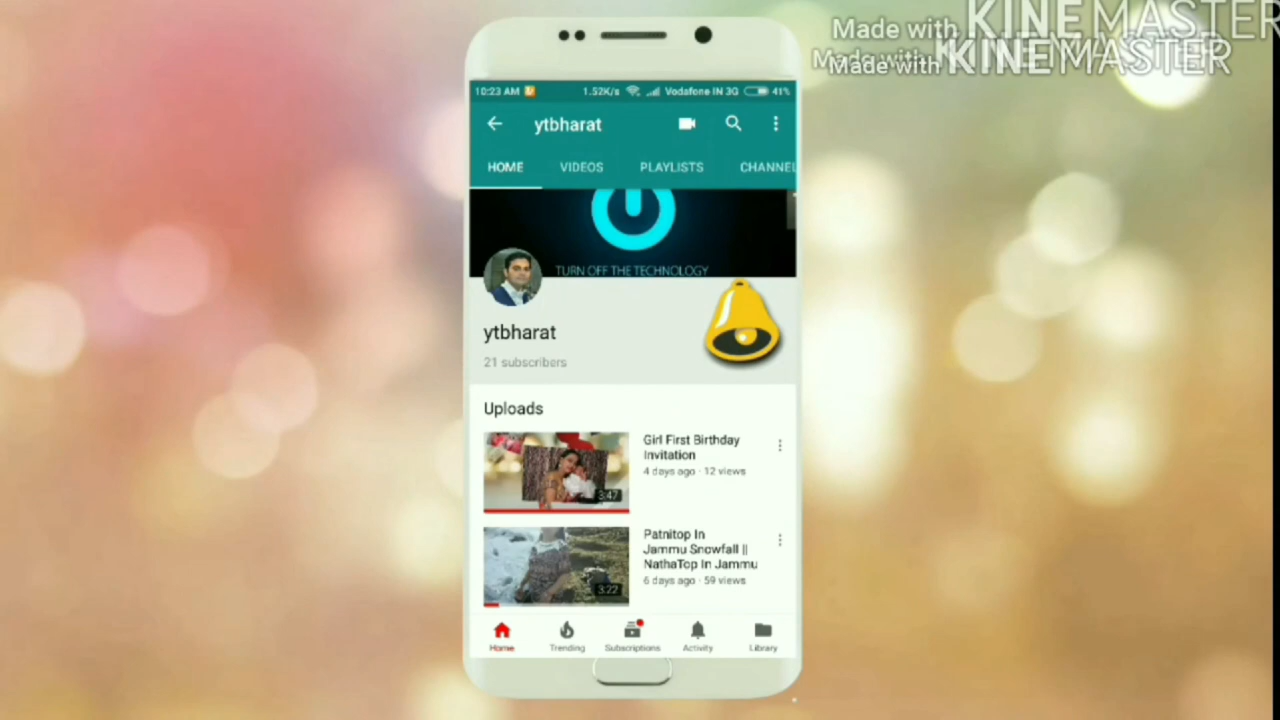 Made with KINEMASTER
Made with KINEMASTER
Made with KINEMASTER
10:23 AM 1.52K/s Vodafone IN 3G 41%
ytbharat
HOME VIDEOS PLAYLISTS CHANNEL
TURN OFF THE TECHNOLOGY
ytbharat
21 subscribers
Uploads
Girl First Birthday
Invitation
4 days ago · 12 views
3:47
Patnitop In
Jammu Snowfall ||
NathaTop In Jammu
6 days ago · 59 views
3:22
Home Trending Subscriptions Activity Library